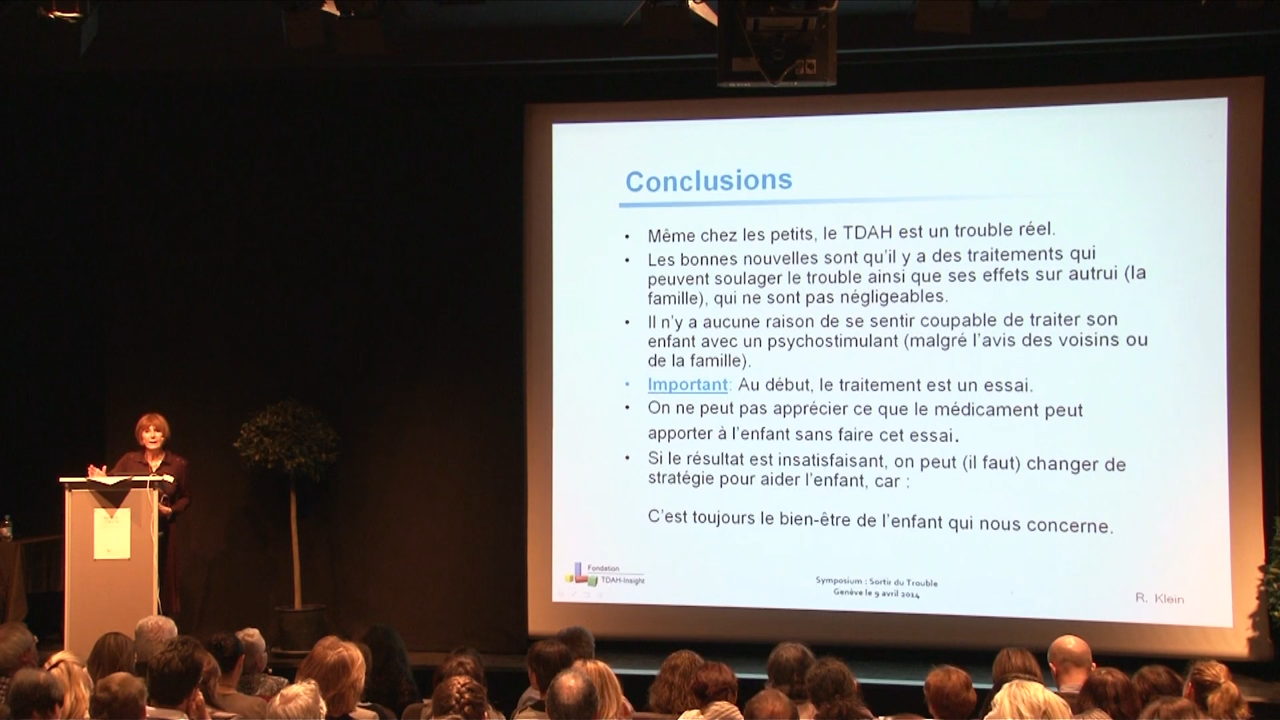 Conclusions
• Même chez les petits, le TDAH est un trouble réel.
• Les bonnes nouvelles sont qu'il y a des traitements qui
peuvent soulager le trouble ainsi que ses effets sur autrui (la
famille), qui ne sont pas négligeables.
• Il n'y a aucune raison de se sentir coupable de traiter son
enfant avec un psychostimulant (malgré l'avis des voisins ou
de la famille).
• Important: Au début, le traitement est un essai.
• On ne peut pas apprécier ce que le médicament peut
apporter à l'enfant sans faire cet essai.
• Si le résultat est insatisfaisant, on peut (il faut) changer de
stratégie pour aider l'enfant, car :
C'est toujours le bien-être de l'enfant qui nous concerne.
Fondation
TDAH-Insight
Symposium : Sortir du Trouble
Genève le 9 avril 2014
R. Klein